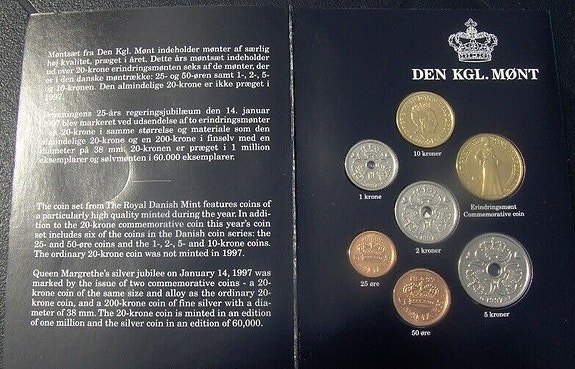 Møntsæt fra Den Kgl. Mønt indeholder mønter af særlig
høj kvalitet, præget i året. Dette års møntsæt indeholder
ud over 20-krone erindringsmønten seks af de mønter, der
er i den danske møntrække: 25- og 50-øren samt 1-, 2-, 5-
og 10-kronen. Den almindelige 20-krone er ikke præget i
1997.
Dronningens 25-års regeringsjubilæum den 14. januar
1997 blev markeret ved udsendelse af to erindringsmønter
- en 20-krone i samme størrelse og materiale som den
almindelige 20-krone og en 200-krone i finsølv med en
diameter på 38 mm. 20-kronen er præget i 1 million
eksemplarer og sølvmønten i 60.000 eksemplarer.
The coin set from The Royal Danish Mint features coins of
a particularly high quality minted during the year. In addi-
tion to the 20-krone commemorative coin this year's coin
set includes six of the coins in the Danish coin series: the
25- and 50-øre coins and the 1-, 2-, 5- and 10-krone coins.
The ordinary 20-krone coin was not minted in 1997.
Queen Margrethe's silver jubilee on January 14, 1997 was
marked by the issue of two commemorative coins - a 20-
krone coin of the same size and alloy as the ordinary 20-
krone coin, and a 200-krone coin of fine silver with a dia-
meter of 38 mm. The 20-krone coin is minted in an edition
of one million and the silver coin in an edition of 60,000.
DEN KGL. MØNT
10 kroner
1 krone
Erindringsmønt
Commemorative coin
2 kroner
25 øre
50 øre
5 kroner
1997